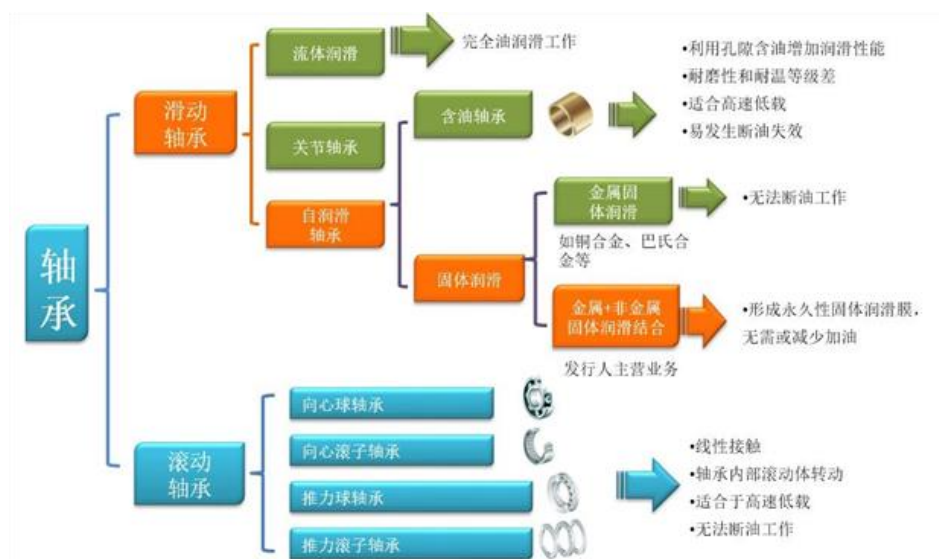 轴
承
滑动
轴承
流体润滑
完全油润滑工作
关节轴承
自润滑
轴承
含油轴承
•利用孔隙含油增加润滑性能
•耐磨性和耐温等级差
•适合高速低载
•易发生断油失效
固体润滑
金属固
体润滑
•无法断油工作
如铜合金、巴氏合
金等
金属+非金属
固体润滑结合
•形成永久性固体润滑膜，
无需或减少加油
发行人主营业务
滚动
轴承
向心球轴承
向心滚子轴承
推力球轴承
推力滚子轴承
•线性接触
•轴承内部滚动体转动
•适合于高速低载
•无法断油工作